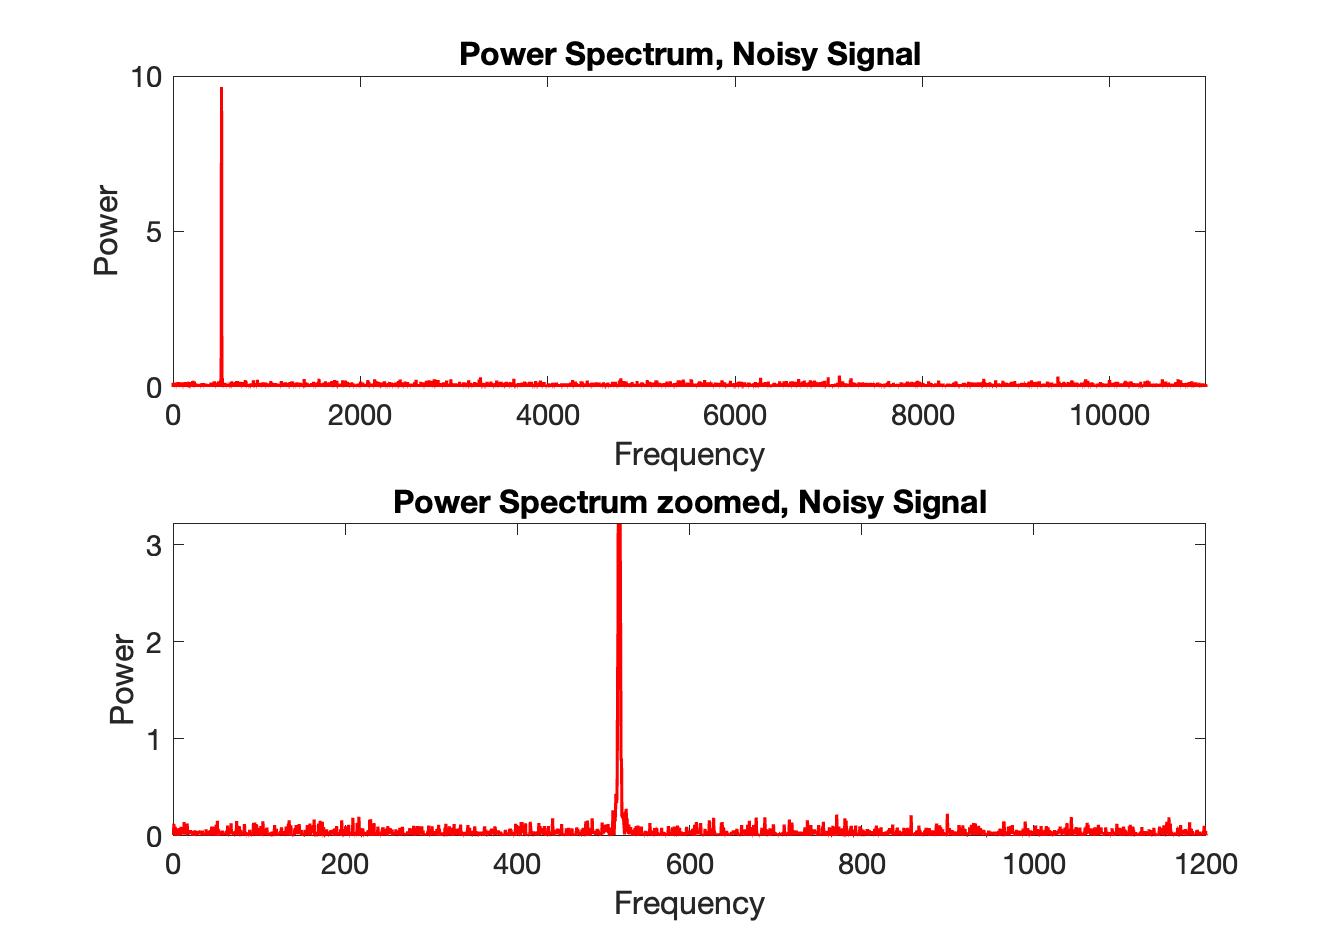 Power Spectrum, Noisy Signal
10
5
0
Power
0 2000 4000 6000 8000 10000
Frequency
Power Spectrum zoomed, Noisy Signal
3
2
1
0
Power
0 200 400 600 800 1000 1200
Frequency